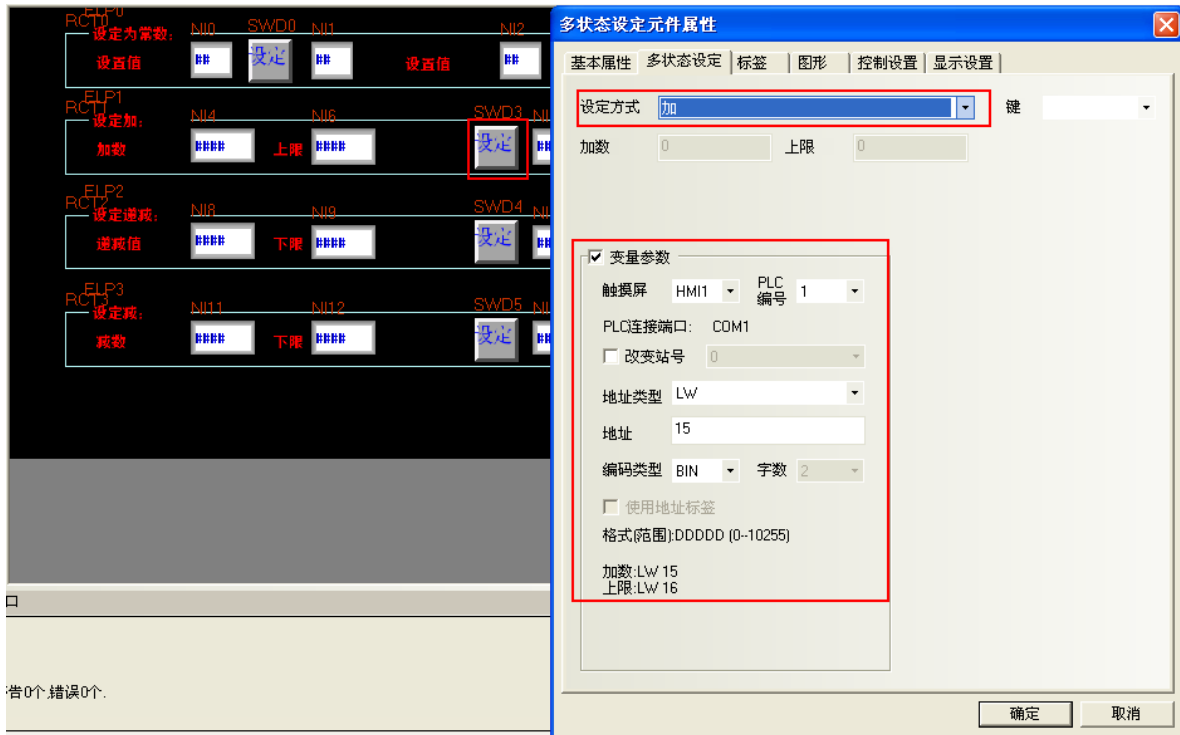 ELP0
RCT0
设定为常数: NI0 SWD0 NI1 NI2
设置值 ## 设定 ## 设置值 ##
ELP1
RCT1
设定加: NI4 NI6 SWD3 NI
加数 #### 上限 #### 设定 ##
ELP2
RCT2
设定递减: NI8 NI9 SWD4 NI
递减值 #### 下限 #### 设定 ##
ELP3
RCT3
设定减: NI11 NI12 SWD5 NI
减数 #### 下限 #### 设定 ##
口
告0个,错误0个.
多状态设定元件属性
基本属性 多状态设定 标签 图形 控制设置 显示设置
设定方式 加 键
加数 0 上限 0
变量参数
触摸屏 HMI1 PLC编号 1
PLC连接端口: COM1
改变站号 0
地址类型 LW
地址 15
编码类型 BIN 字数 2
使用地址标签
格式(范围):DDDDD (0--10255)
加数:LW 15
上限:LW 16
确定 取消